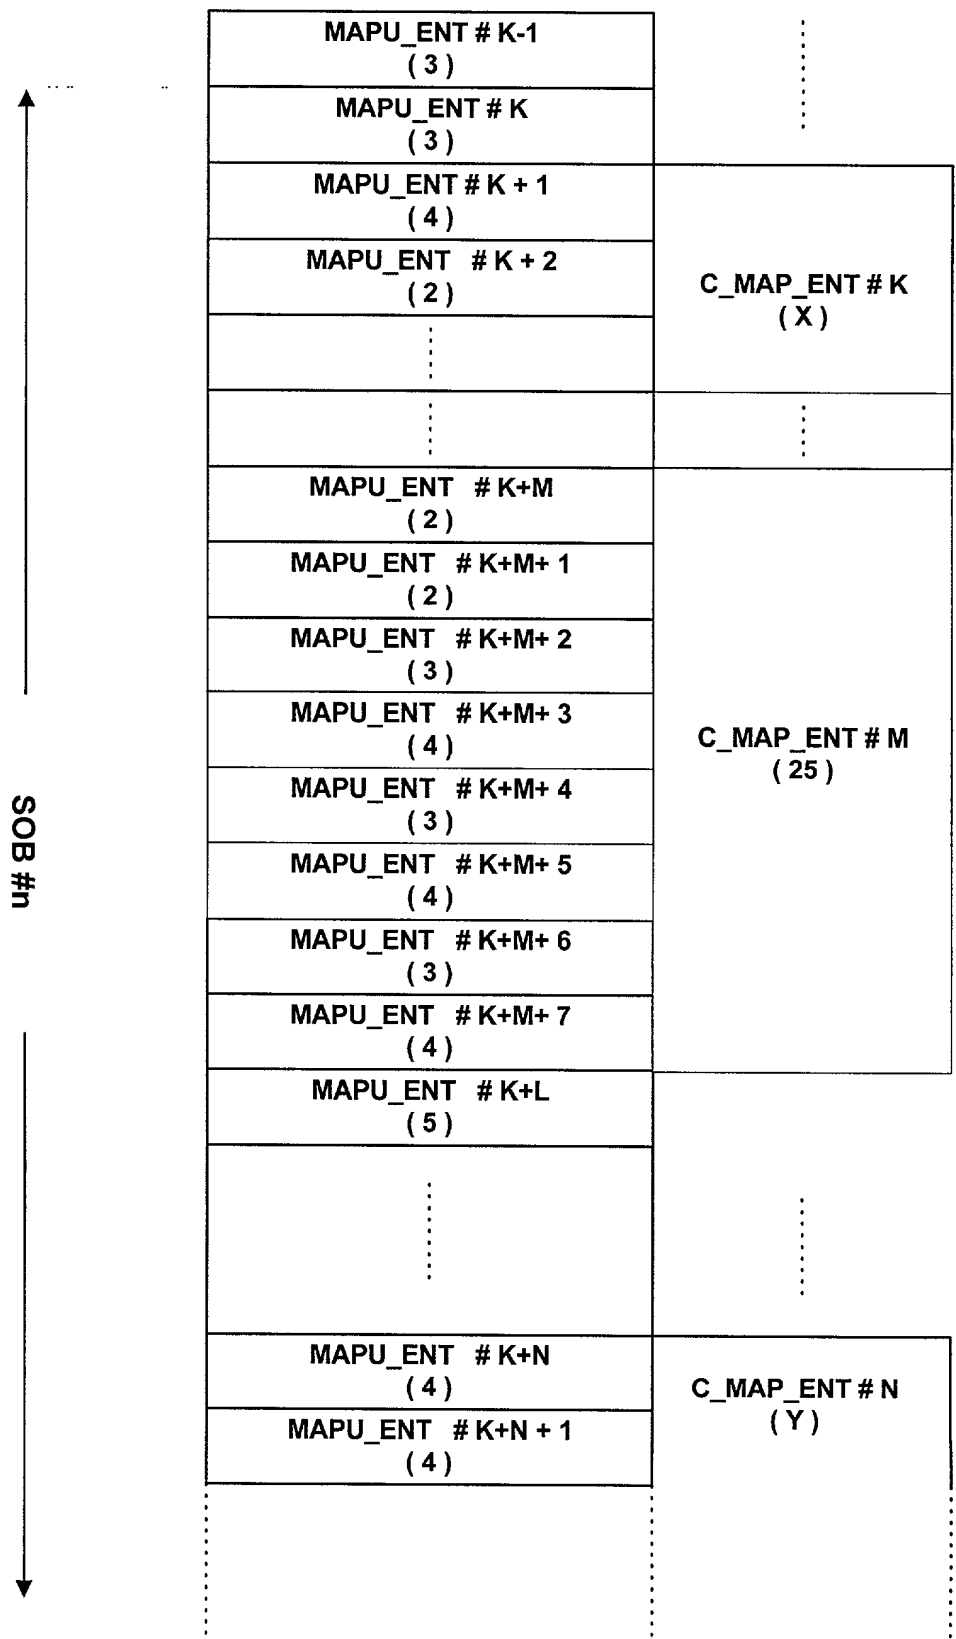 MAPU_ENT # K-1
( 3 )
MAPU_ENT # K
( 3 )
MAPU_ENT # K + 1
( 4 )
MAPU_ENT # K + 2
( 2 )
C_MAP_ENT # K
( X )
MAPU_ENT # K+M
( 2 )
MAPU_ENT # K+M+ 1
( 2 )
MAPU_ENT # K+M+ 2
( 3 )
MAPU_ENT # K+M+ 3
( 4 )
C_MAP_ENT # M
( 25 )
MAPU_ENT # K+M+ 4
( 3 )
MAPU_ENT # K+M+ 5
( 4 )
MAPU_ENT # K+M+ 6
( 3 )
MAPU_ENT # K+M+ 7
( 4 )
SOB #n
MAPU_ENT # K+L
( 5 )
MAPU_ENT # K+N
( 4 )
C_MAP_ENT # N
( Y )
MAPU_ENT # K+N + 1
( 4 )